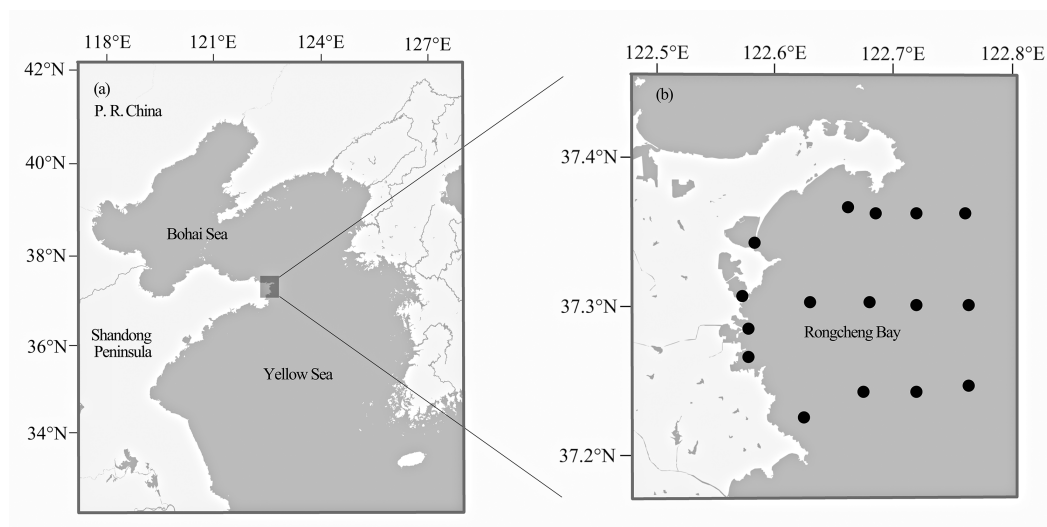 118°E 121°E 124°E 127°E
42°N
40°N
38°N
36°N
34°N
(a)
P. R. China
Bohai Sea
Shandong
Peninsula
Yellow Sea
122.5°E 122.6°E 122.7°E 122.8°E
37.4°N
37.3°N
37.2°N
(b)
Rongcheng Bay